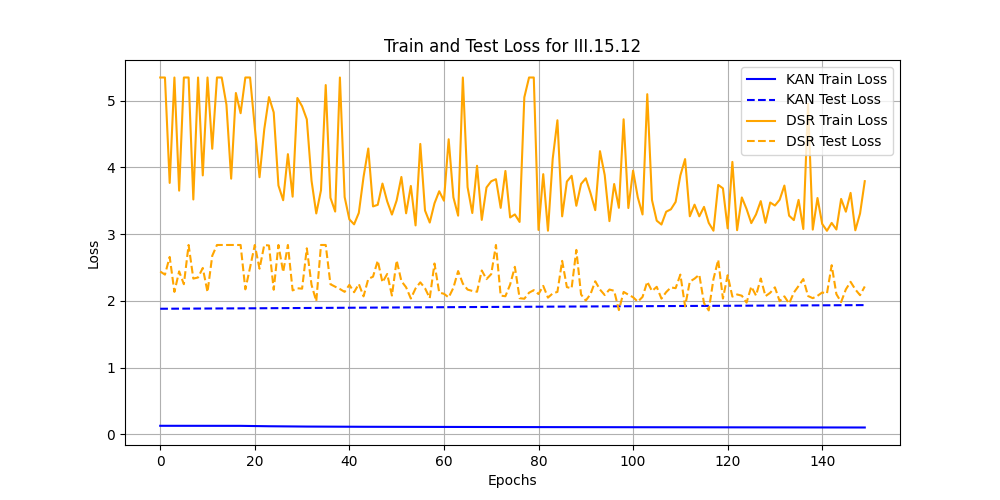 Train and Test Loss for III.15.12
KAN Train Loss
KAN Test Loss
DSR Train Loss
DSR Test Loss
5
4
3
2
1
0
Loss
0 20 40 60 80 100 120 140
Epochs